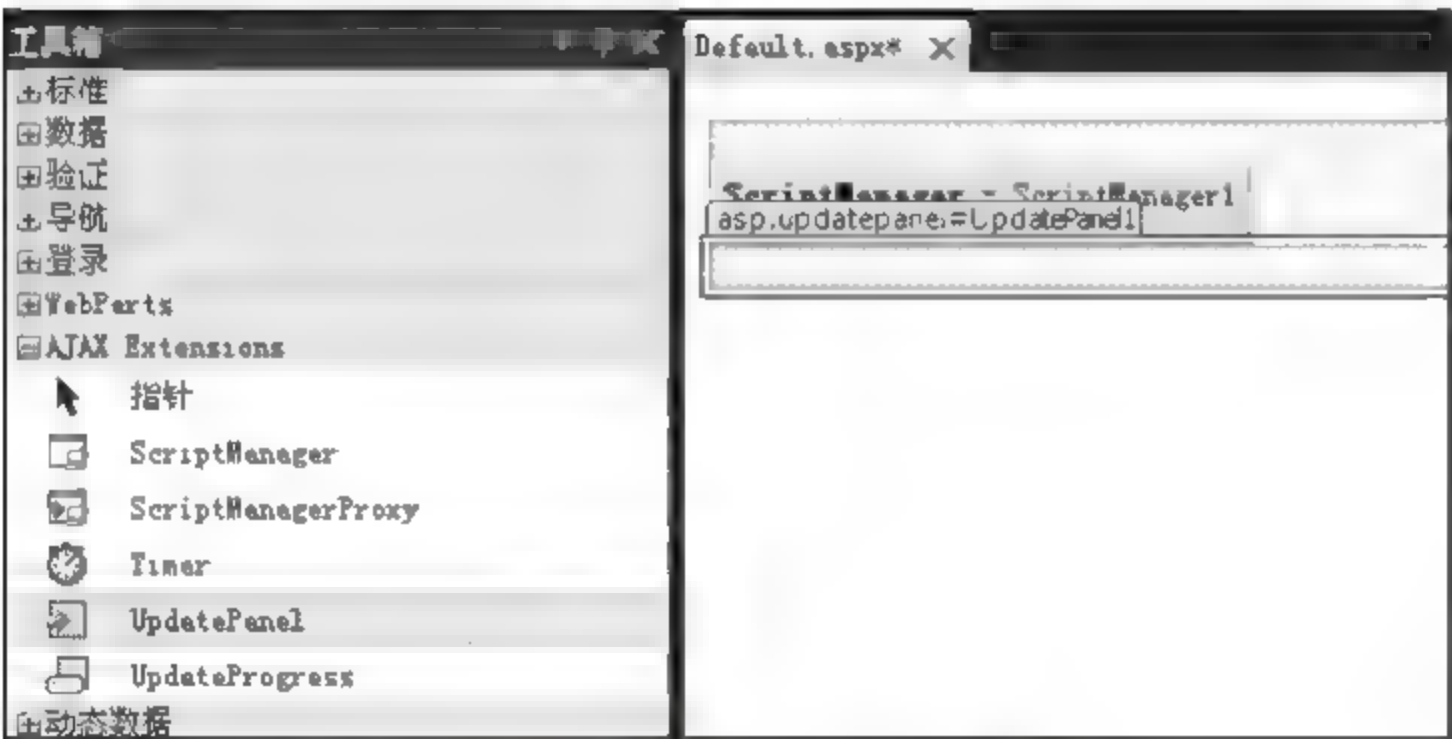 工具箱
标准
数据
验证
导航
登录
WebParts
AJAX Extensions
指针
ScriptManager
ScriptManagerProxy
Timer
UpdatePanel
UpdateProgress
动态数据
Default.aspx*
ScriptManager - ScriptManager1
asp:updatepanel#UpdatePanel1